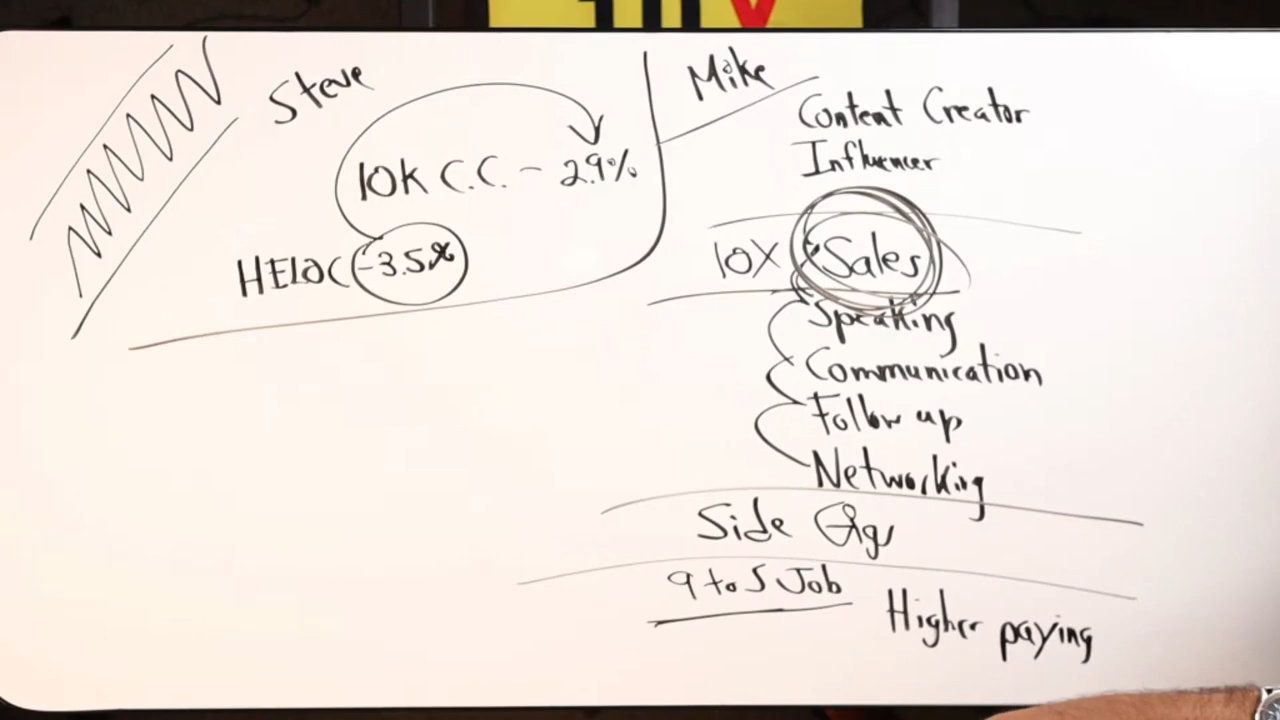 Steve
10k C.C. - 2.9%
HELOC - 3.5%
Mike
Content Creator
Influencer
10X Sales
Speaking
Communication
Follow up
Networking
Side Gigs
9 to 5 Job
Higher paying